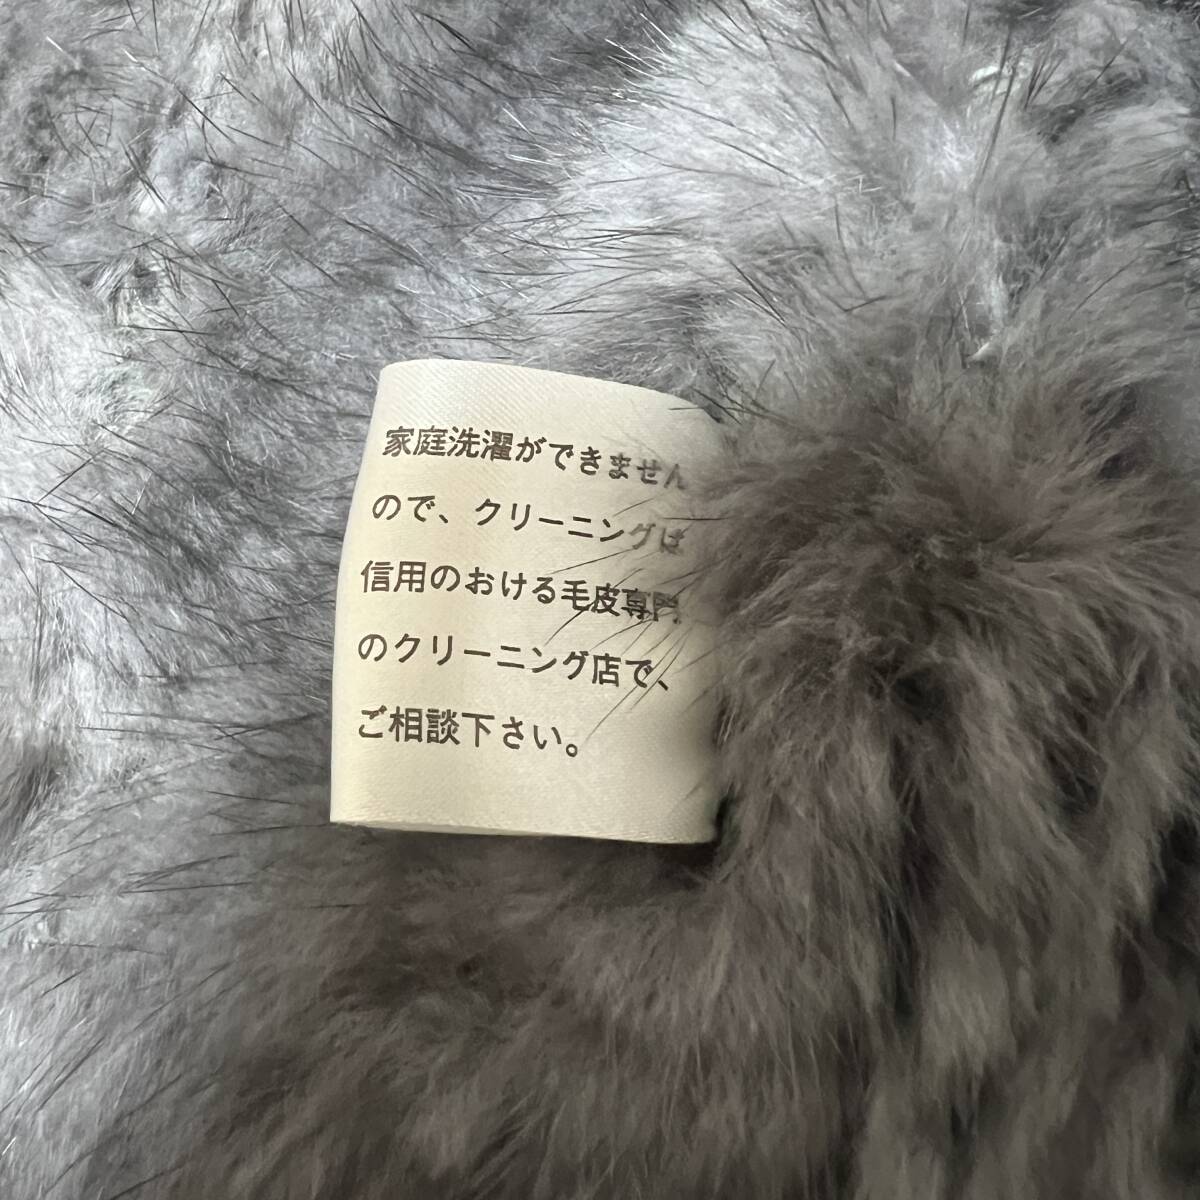 家庭洗濯ができません
ので、クリーニングは
信用のおける毛皮専門
のクリーニング店で、
ご相談下さい。